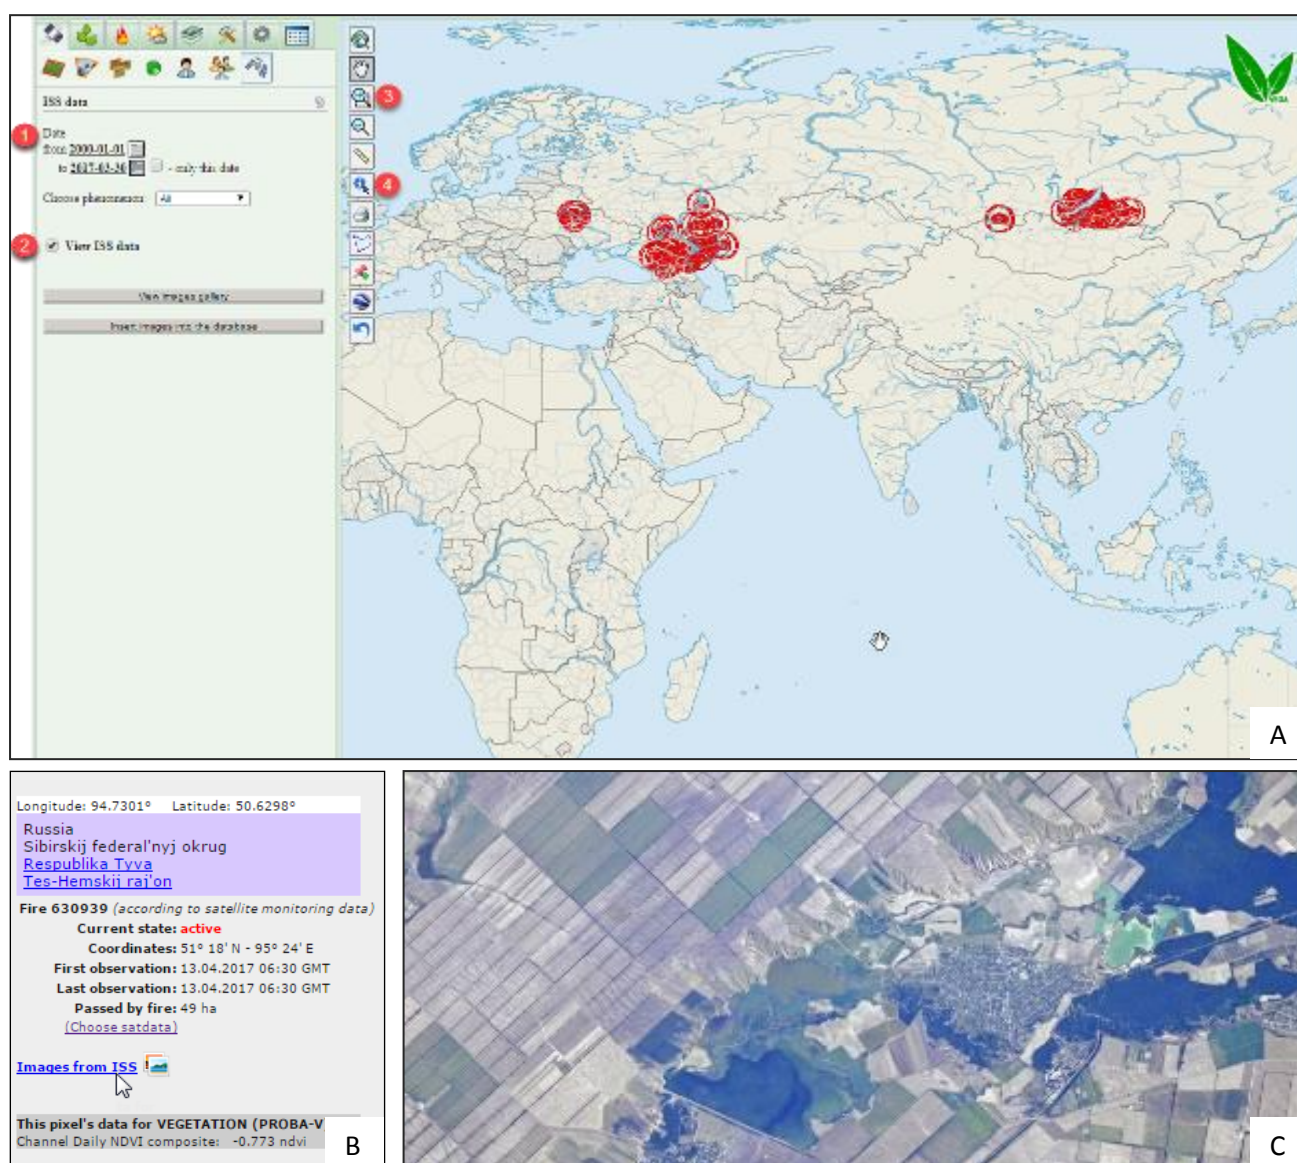 ISS data
1
Date
from 2000-01-01
to 2017-03-30 - only this date
Choose phenomenon: All
2
View ISS data
View images gallery
Insert images into the database
3
4
VEGA
A
Longitude: 94.7301º Latitude: 50.6298º
Russia
Sibirskij federal'nyj okrug
Respublika Tyva
Tes-Hemskij raj'on
Fire 630939 (according to satellite monitoring data)
Current state: active
Coordinates: 51º 18' N - 95º 24' E
First observation: 13.04.2017 06:30 GMT
Last observation: 13.04.2017 06:30 GMT
Passed by fire: 49 ha
(Choose satdata)
Images from ISS
This pixel's data for VEGETATION (PROBA-V
Channel Daily NDVI composite: -0.773 ndvi
B
C